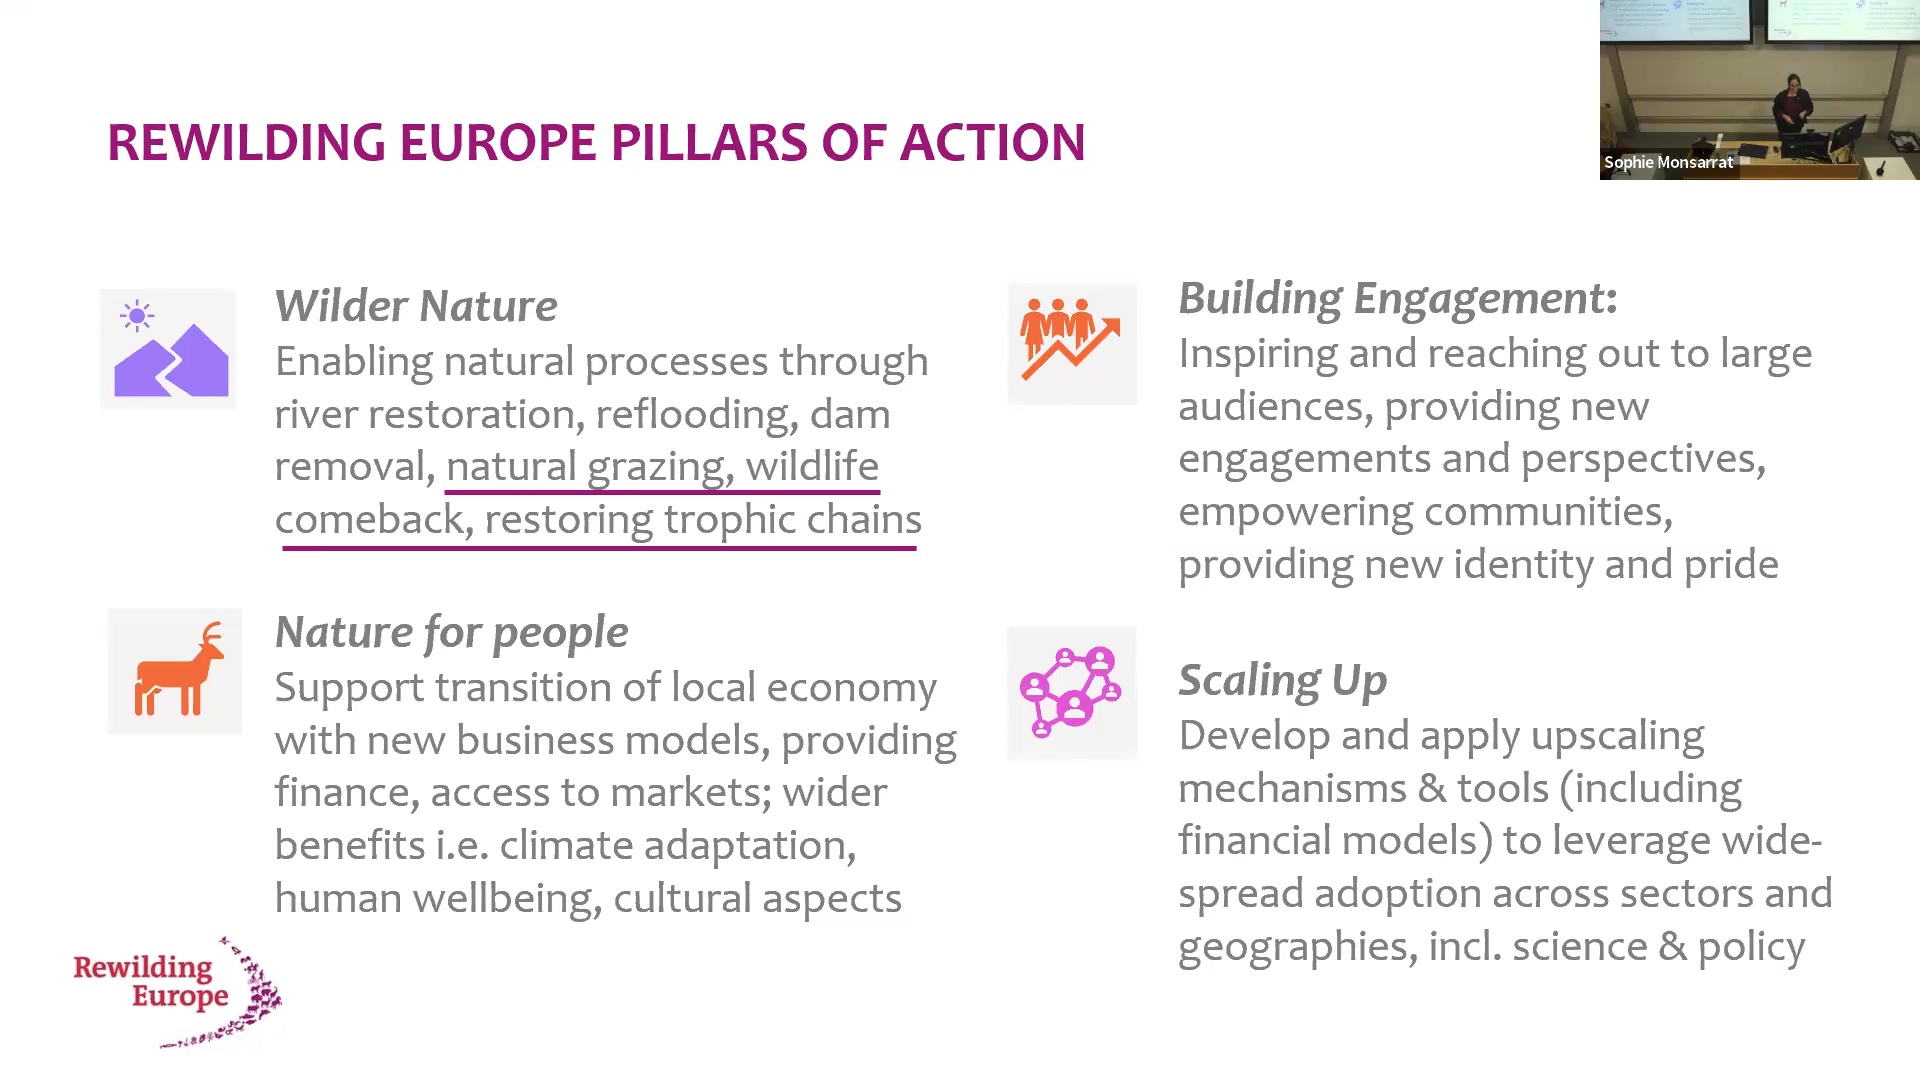 REWILDING EUROPE PILLARS OF ACTION
Sophie Monsarrat
Wilder Nature
Enabling natural processes through
river restoration, reflooding, dam
removal, natural grazing, wildlife
comeback, restoring trophic chains
Nature for people
Support transition of local economy
with new business models, providing
finance, access to markets; wider
benefits i.e. climate adaptation,
human wellbeing, cultural aspects
Building Engagement:
Inspiring and reaching out to large
audiences, providing new
engagements and perspectives,
empowering communities,
providing new identity and pride
Scaling Up
Develop and apply upscaling
mechanisms & tools (including
financial models) to leverage wide-
spread adoption across sectors and
geographies, incl. science & policy
Rewilding
Europe